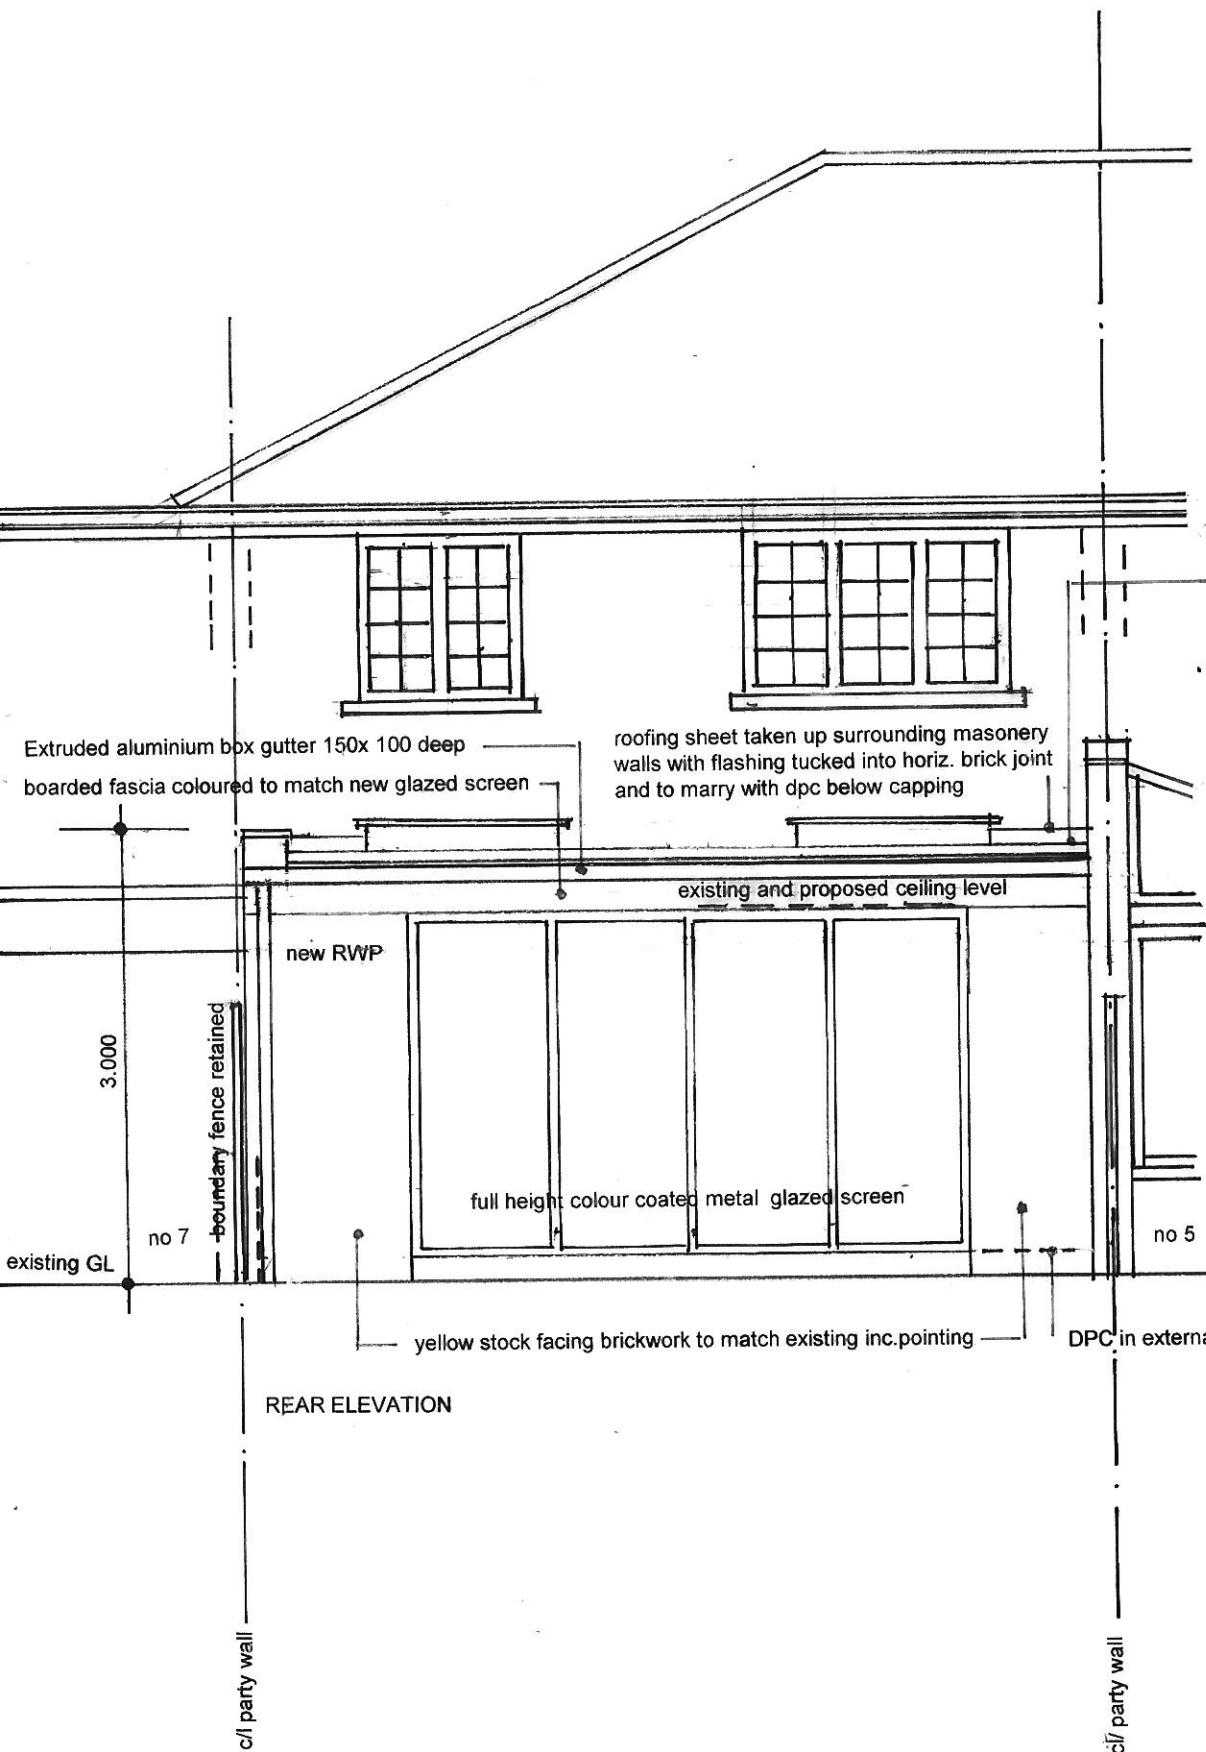 Extruded aluminium box gutter 150x 100 deep
boarded fascia coloured to match new glazed screen
roofing sheet taken up surrounding masonery
walls with flashing tucked into horiz. brick joint
and to marry with dpc below capping
existing and proposed ceiling level
new RWP
3.000
boundary fence retained
full height colour coated metal glazed screen
no 7
no 5
existing GL
yellow stock facing brickwork to match existing inc.pointing
DPC in externa
REAR ELEVATION
c/l party wall
cl/ party wall